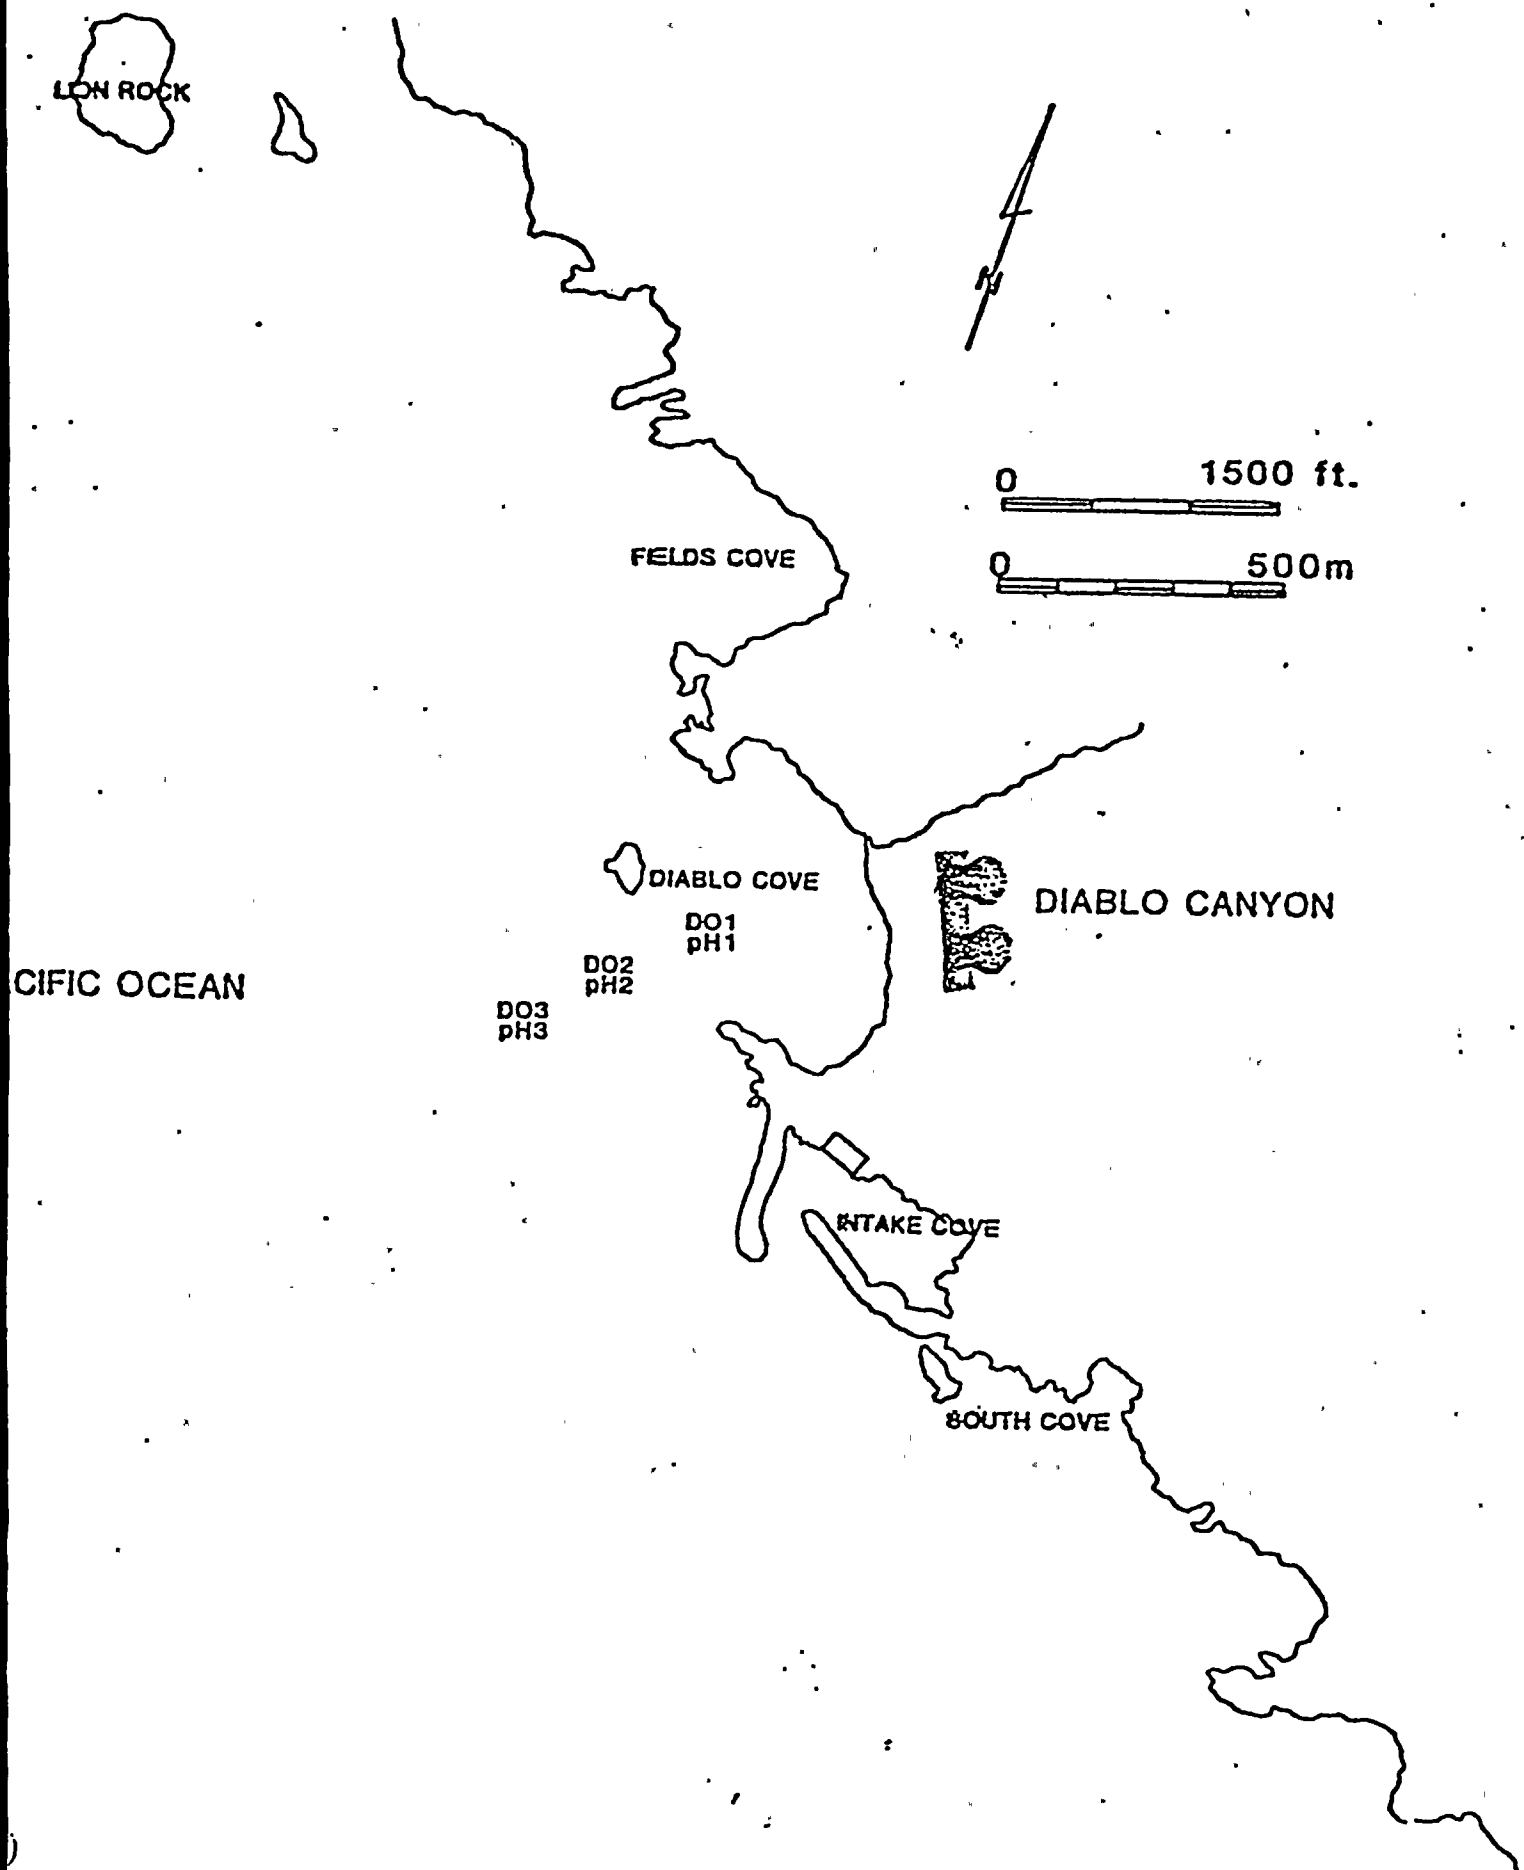 LION ROCK
N
0 1500 ft.
0 500m
FIELDS COVE
DIABLO COVE
DIABLO CANYON
DO1
pH1
DO2
pH2
CIFIC OCEAN
DO3
pH3
INTAKE COVE
SOUTH COVE